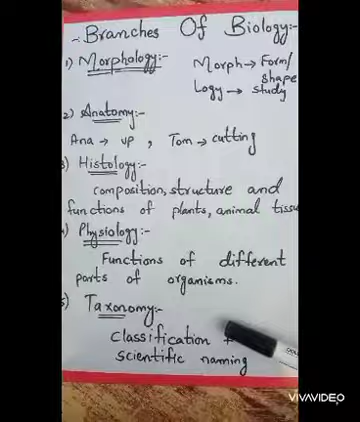 :- Branches Of Biology:-
1) Morphology:- Morph → Form/
shape
Logy → study
2) Anatomy:-
Ana → up , Tom → cutting
3) Histology:-
composition, structure and
functions of plants, animal tissu
4) Physiology:-
Functions of different
parts of organisms.
5) Taxonomy:-
Classification +
scientific naming
VIVAVIDEO